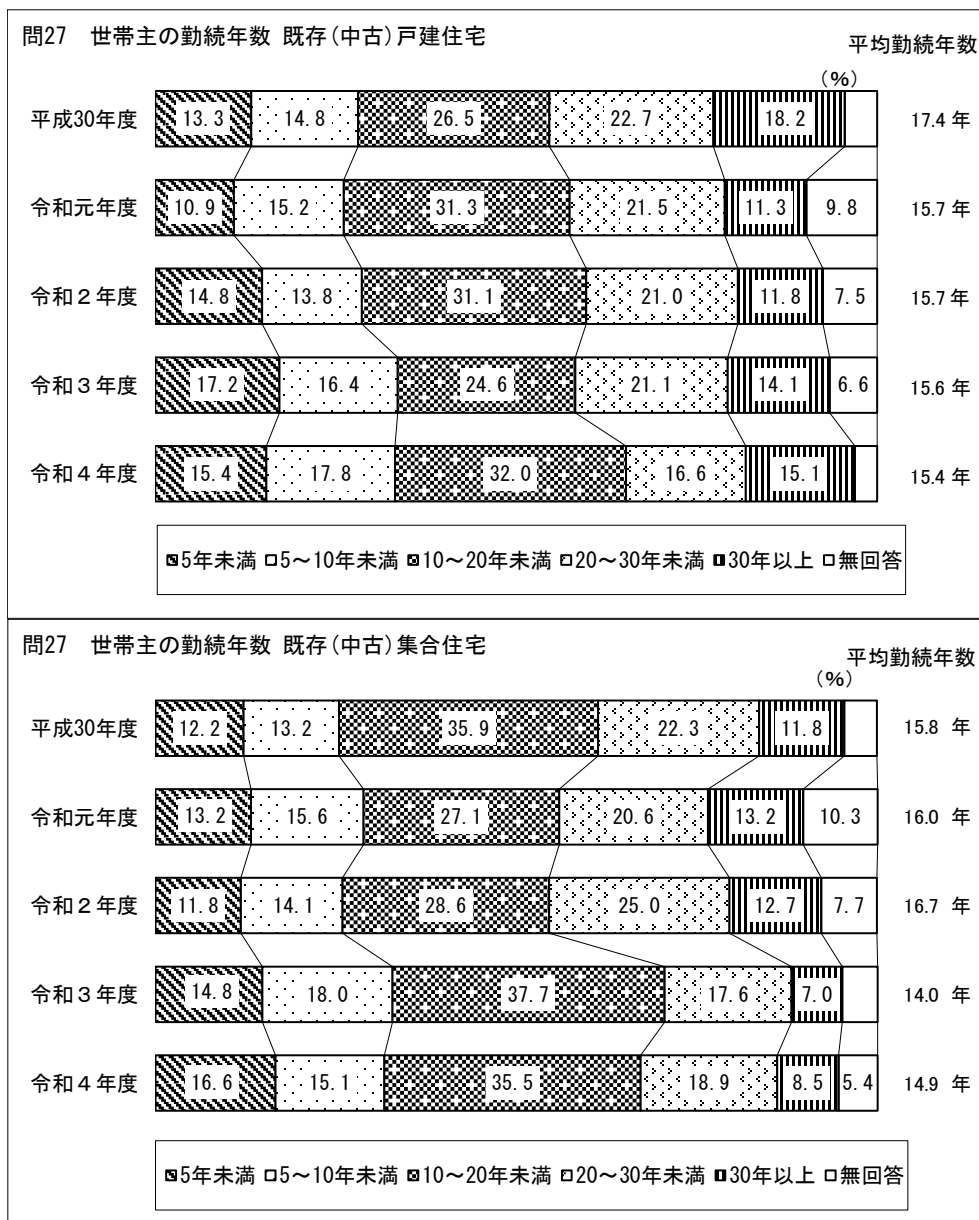 問27　世帯主の勤続年数 既存(中古)戸建住宅
平均勤続年数
(%)
平成30年度 13.3 14.8 26.5 22.7 18.2 17.4 年
令和元年度 10.9 15.2 31.3 21.5 11.3 9.8 15.7 年
令和２年度 14.8 13.8 31.1 21.0 11.8 7.5 15.7 年
令和３年度 17.2 16.4 24.6 21.1 14.1 6.6 15.6 年
令和４年度 15.4 17.8 32.0 16.6 15.1 15.4 年
5年未満 5～10年未満 10～20年未満 20～30年未満 30年以上 無回答
問27　世帯主の勤続年数 既存(中古)集合住宅
平均勤続年数
(%)
平成30年度 12.2 13.2 35.9 22.3 11.8 15.8 年
令和元年度 13.2 15.6 27.1 20.6 13.2 10.3 16.0 年
令和２年度 11.8 14.1 28.6 25.0 12.7 7.7 16.7 年
令和３年度 14.8 18.0 37.7 17.6 7.0 14.0 年
令和４年度 16.6 15.1 35.5 18.9 8.5 5.4 14.9 年
5年未満 5～10年未満 10～20年未満 20～30年未満 30年以上 無回答